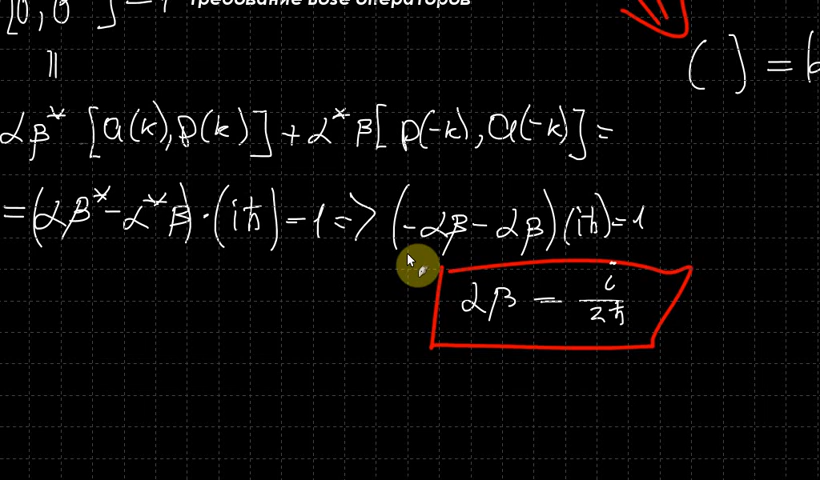 [b, b⁺] = 1 Требование Бозе операторов
||
( ) = b
αβ* [a(k), p(k)] + α*β[p(-k), a(-k)] =
= (αβ* - α*β)·(iħ) = 1 => (-αβ - αβ)(iħ) = 1
αβ = i/2ħ